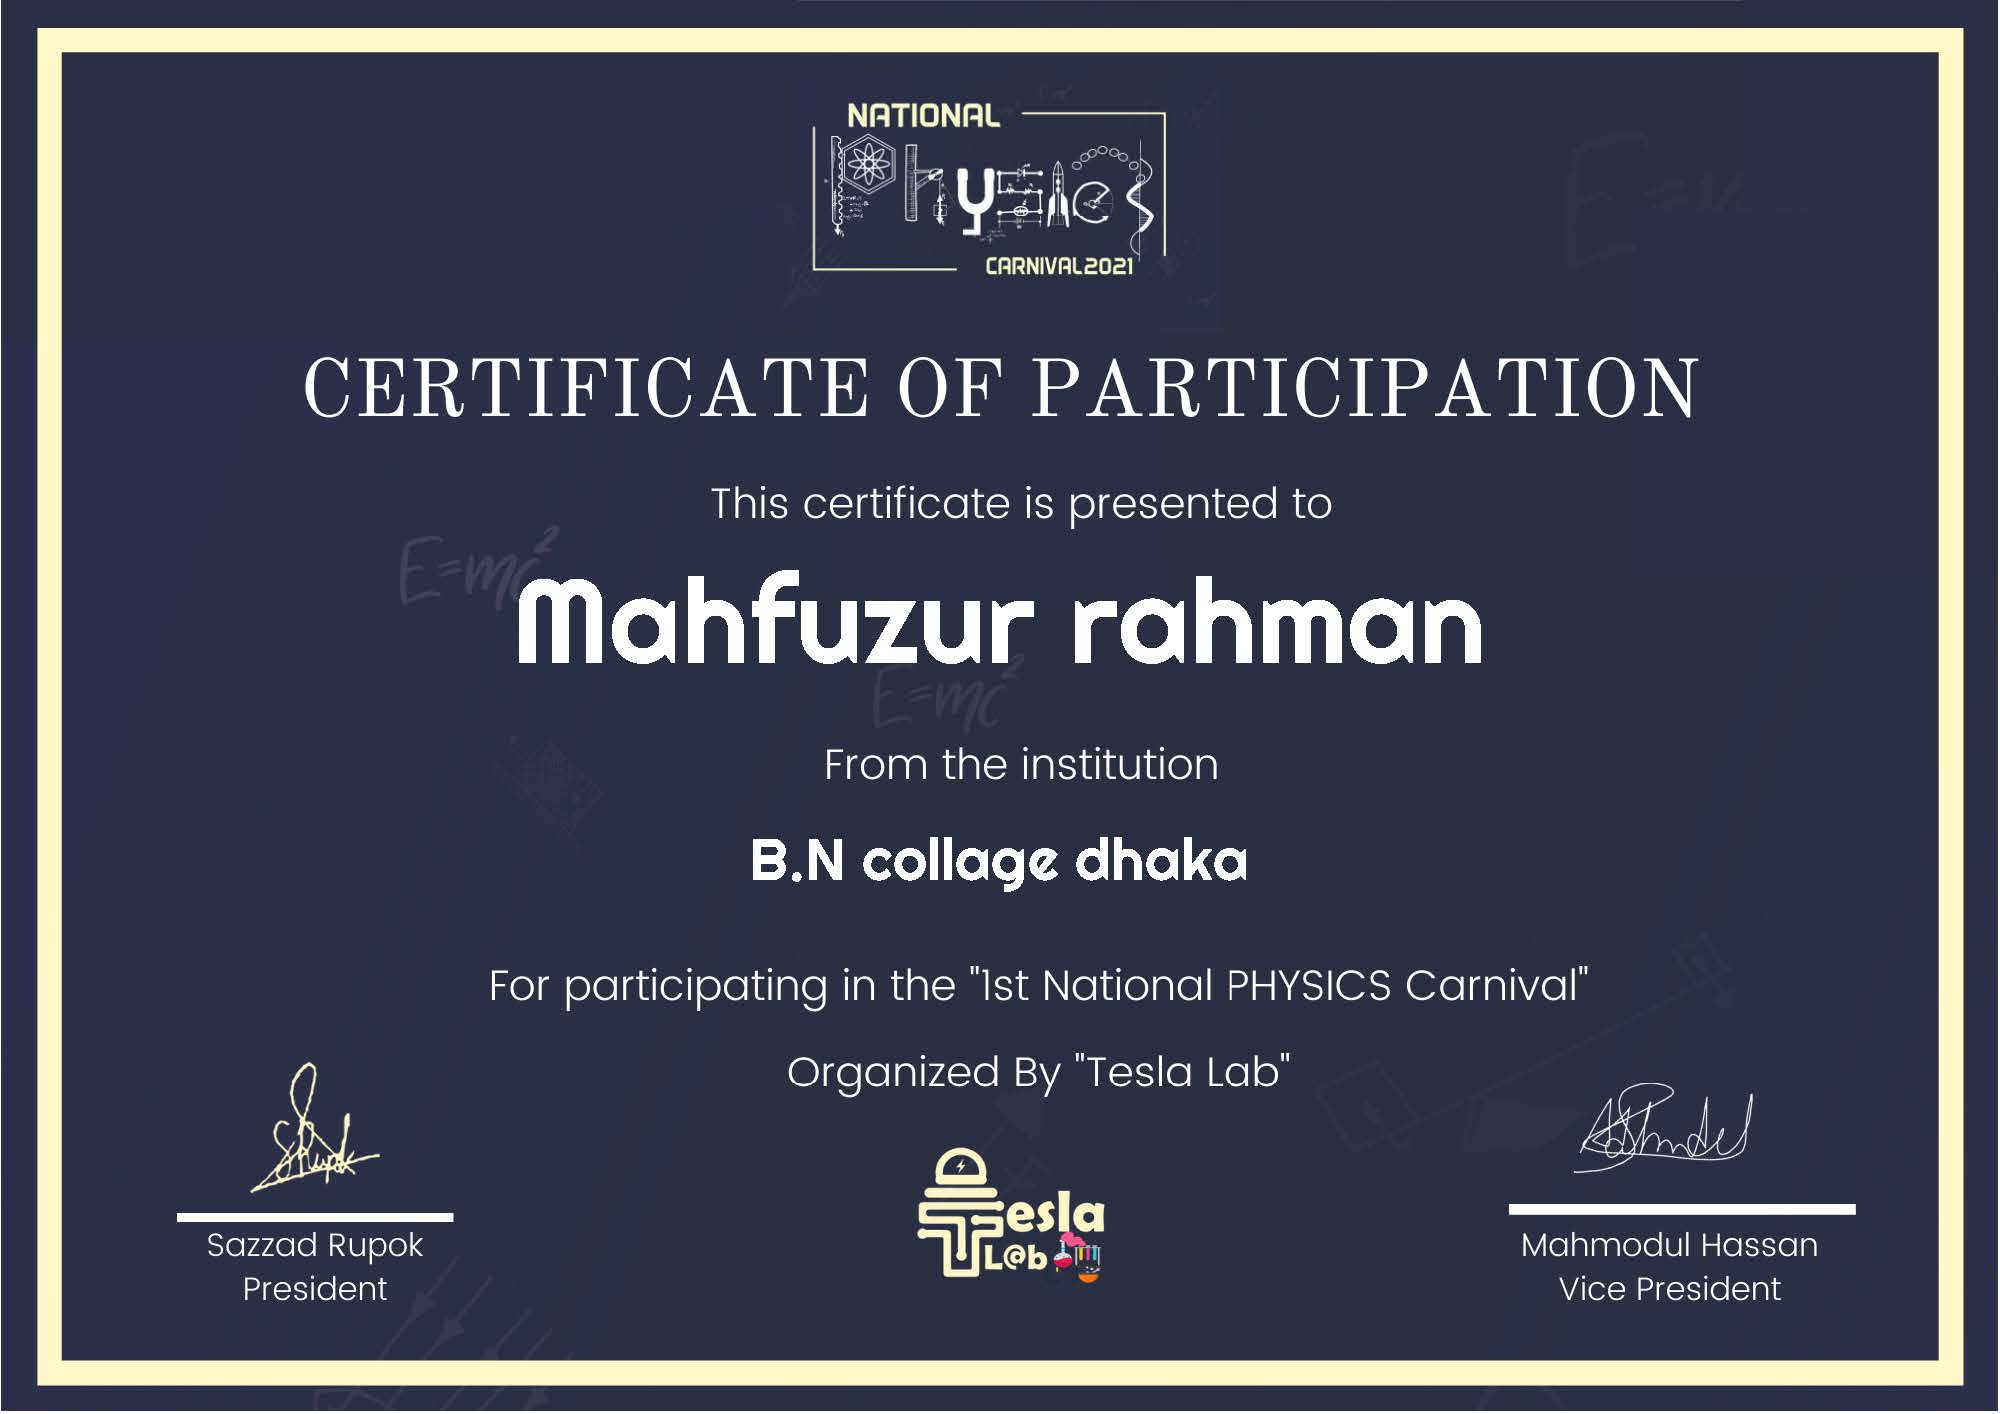 NATIONAL
Physics
CARNIVAL2021
CERTIFICATE OF PARTICIPATION
This certificate is presented to
E=mc²
Mahfuzur rahman
E=mc²
From the institution
B.N collage dhaka
For participating in the "1st National PHYSICS Carnival"
Organized By "Tesla Lab"
Tesla
L@b
Sazzad Rupok
President
Mahmodul Hassan
Vice President